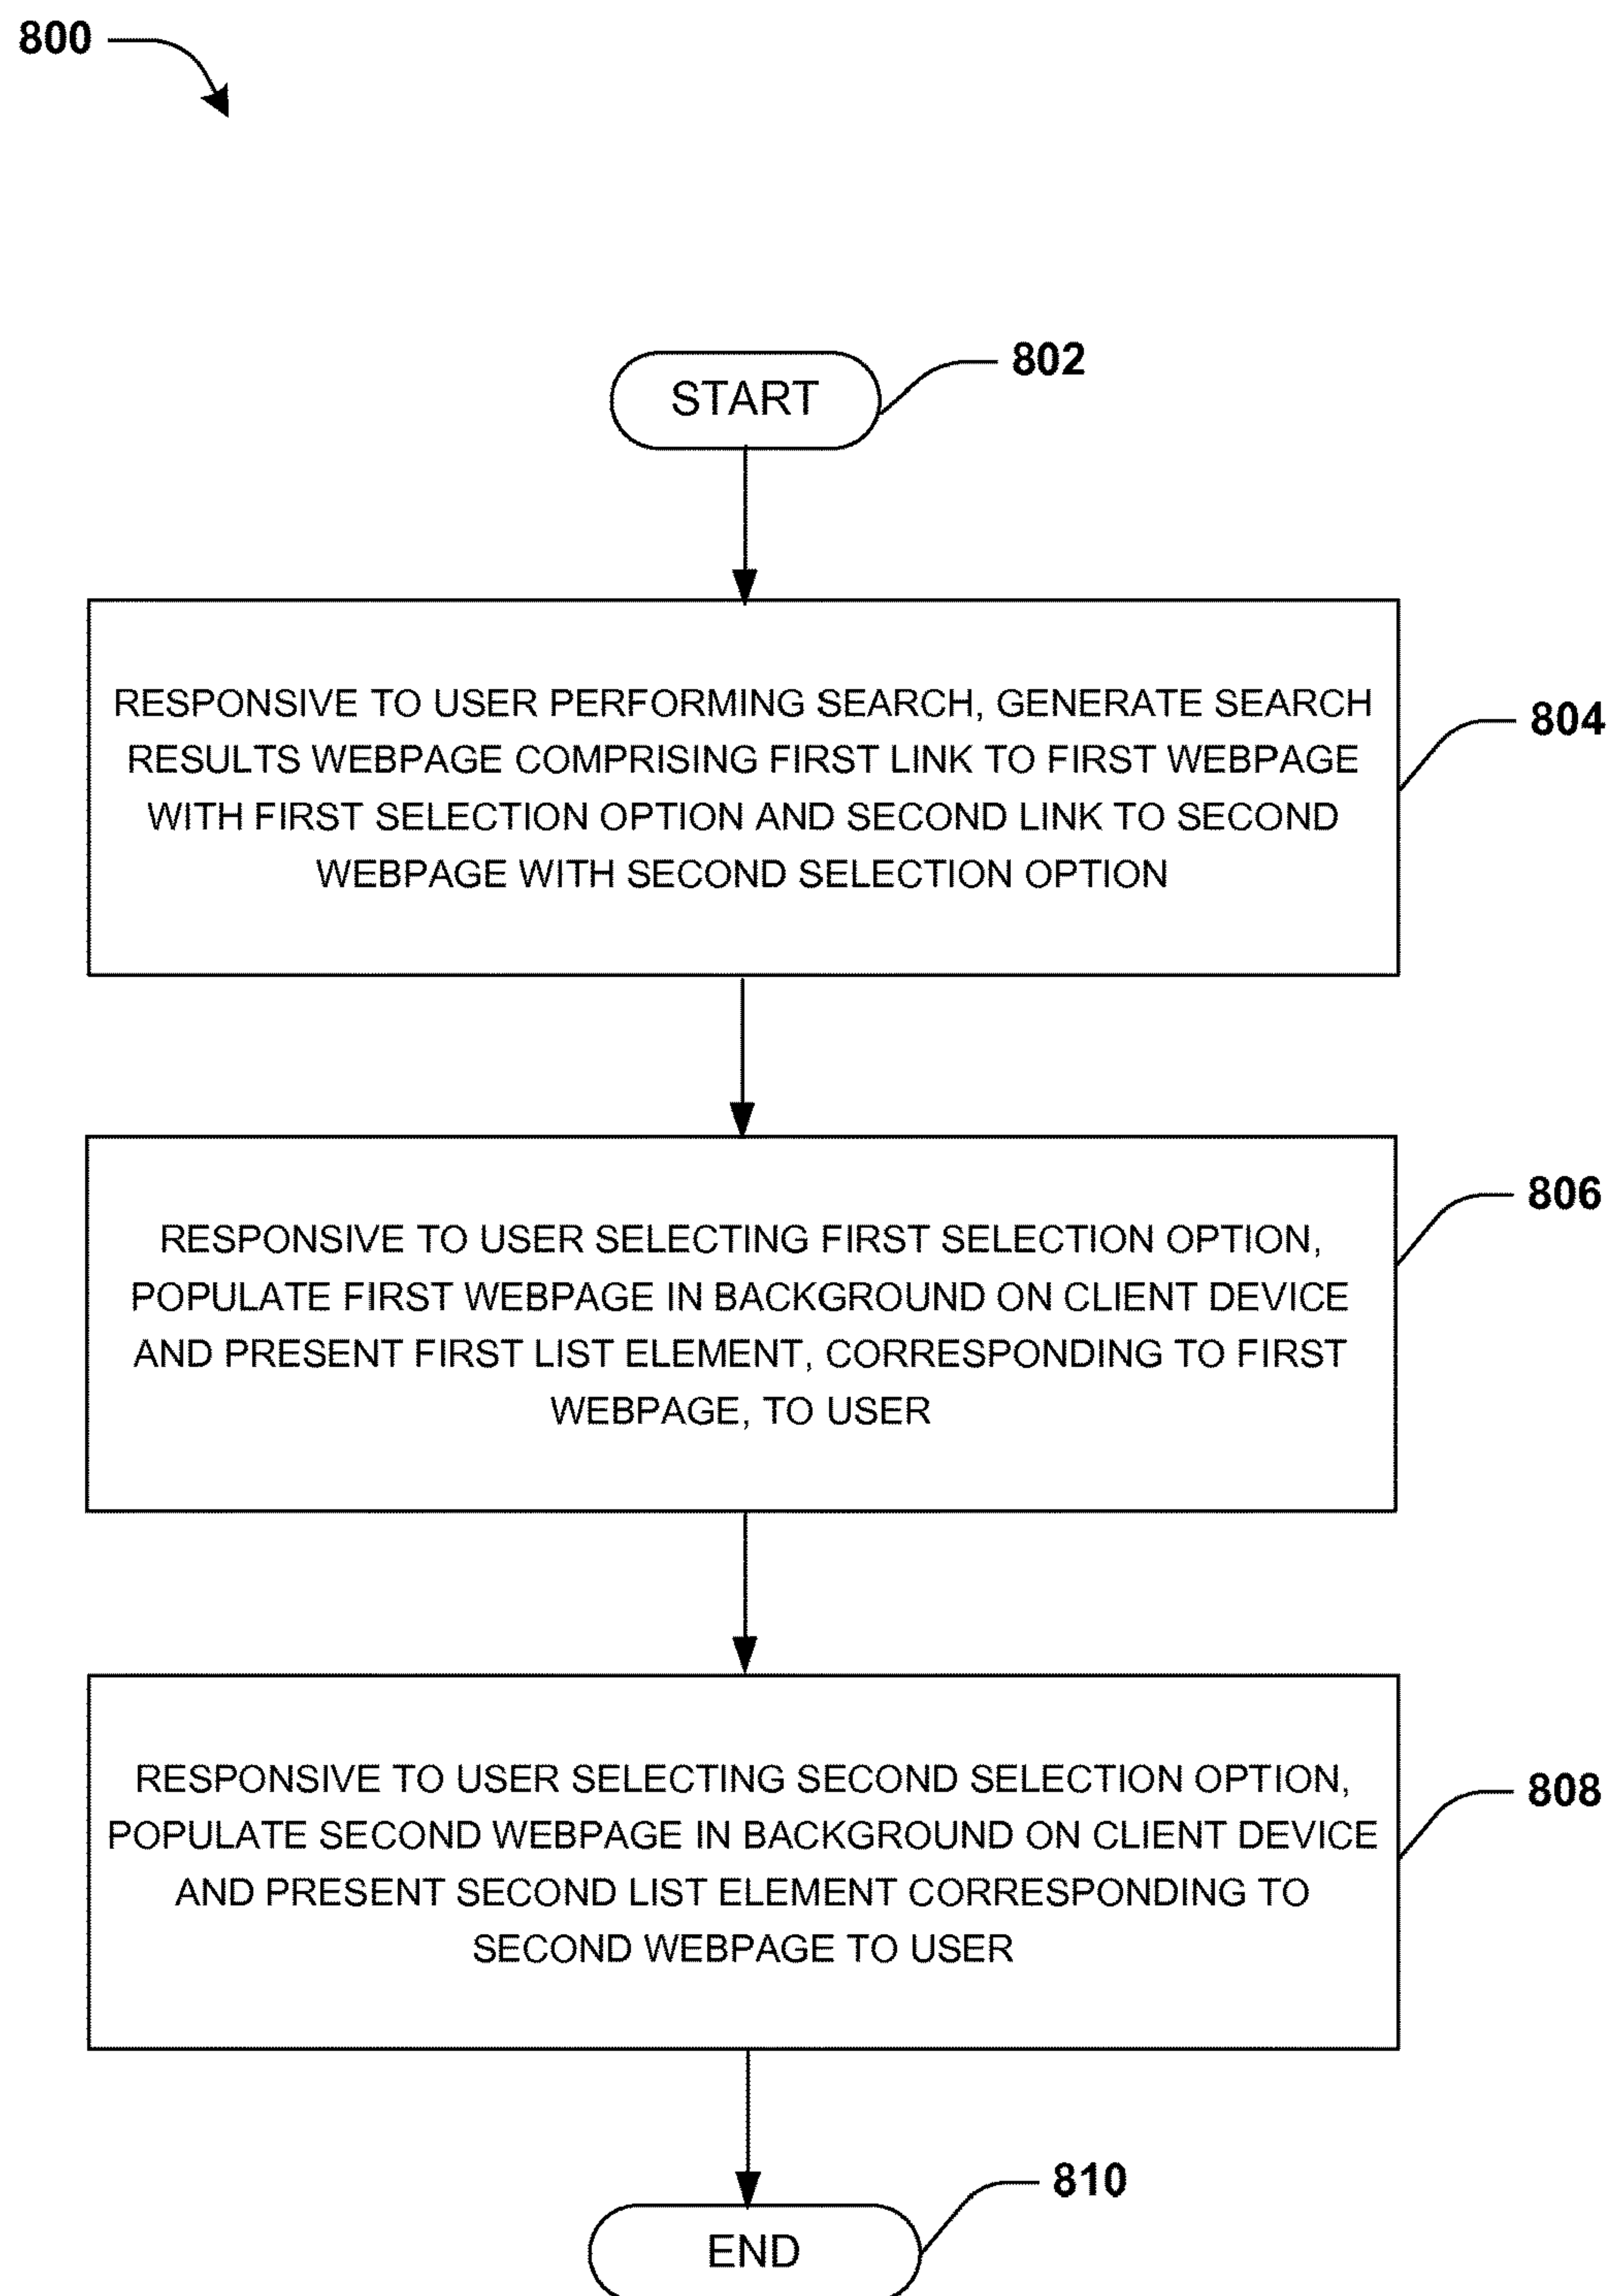 800
START
802
RESPONSIVE TO USER PERFORMING SEARCH, GENERATE SEARCH
RESULTS WEBPAGE COMPRISING FIRST LINK TO FIRST WEBPAGE
WITH FIRST SELECTION OPTION AND SECOND LINK TO SECOND
WEBPAGE WITH SECOND SELECTION OPTION
804
RESPONSIVE TO USER SELECTING FIRST SELECTION OPTION,
POPULATE FIRST WEBPAGE IN BACKGROUND ON CLIENT DEVICE
AND PRESENT FIRST LIST ELEMENT, CORRESPONDING TO FIRST
WEBPAGE, TO USER
806
RESPONSIVE TO USER SELECTING SECOND SELECTION OPTION,
POPULATE SECOND WEBPAGE IN BACKGROUND ON CLIENT DEVICE
AND PRESENT SECOND LIST ELEMENT CORRESPONDING TO
SECOND WEBPAGE TO USER
808
END
810